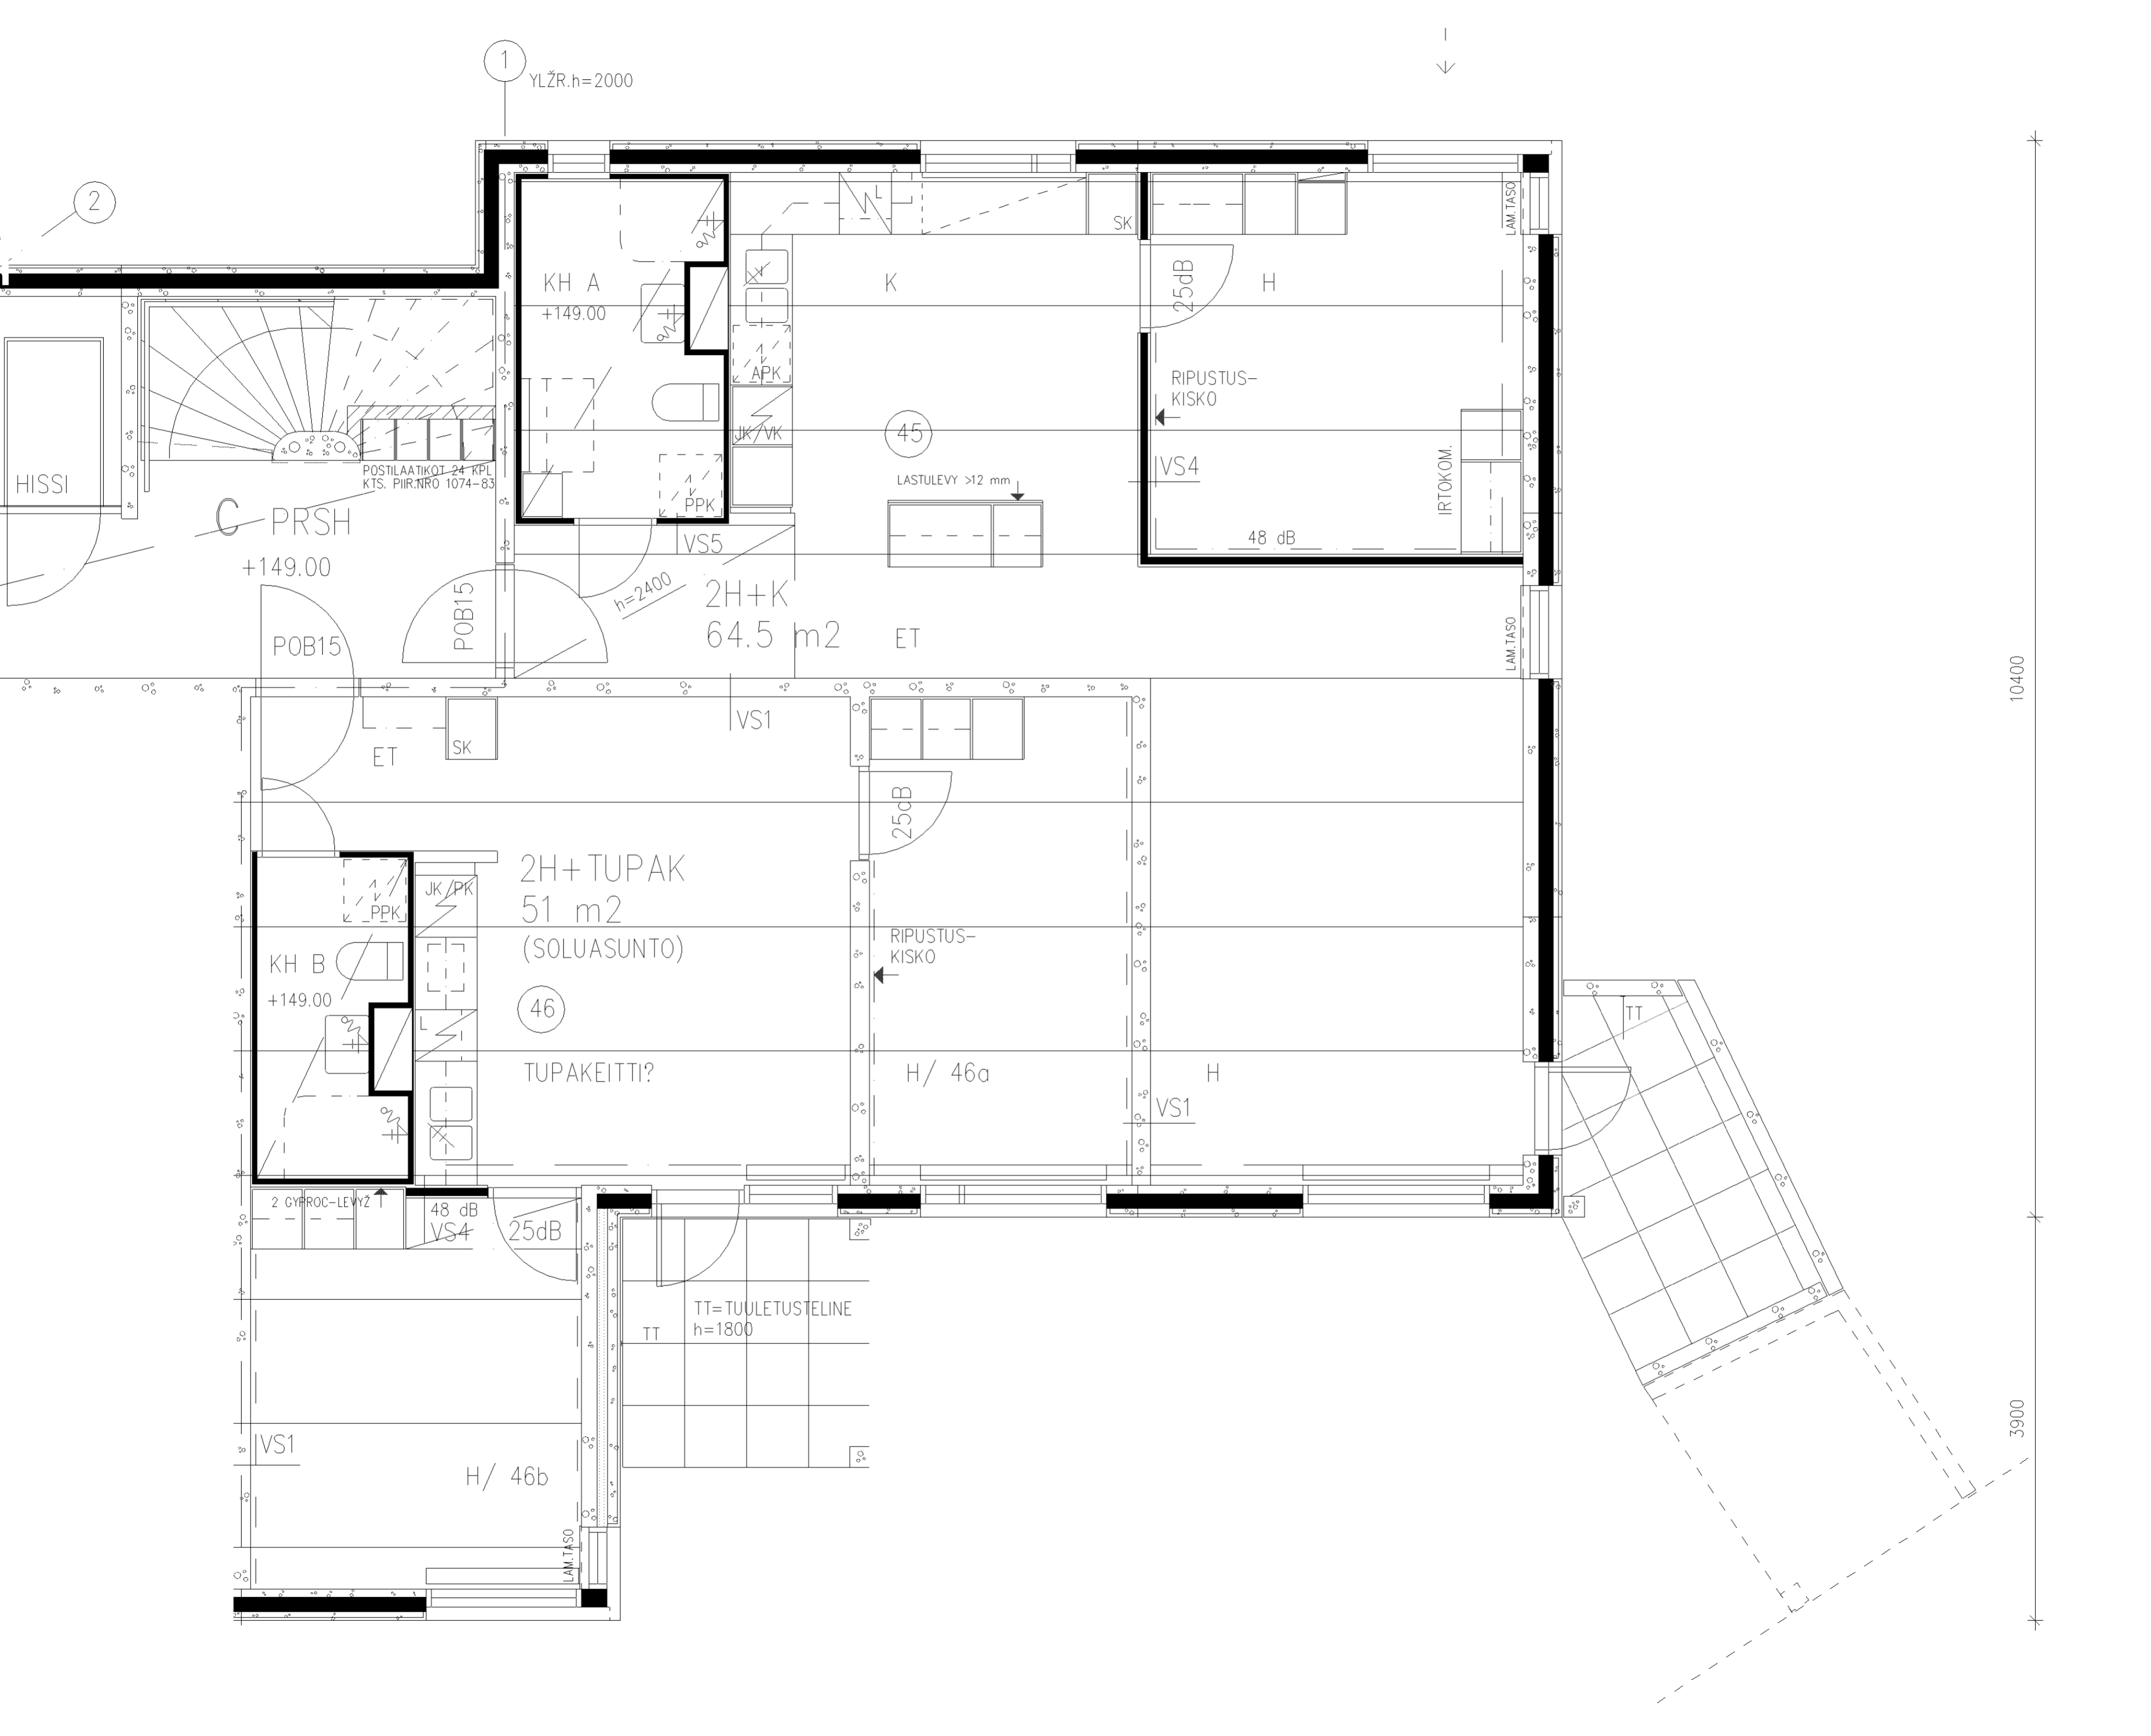 1
YLŽR.h=2000
2
L
SK
LAM.TASO
KH A
+149.00
K
25dB
H
APK
RIPUSTUS-
KISKO
JK/VK
45
VS4
POSTILAATIKOT 24 KPL
KTS. PIIR.NRO 1074-83
HISSI
LASTULEVY >12 mm
IRTOKOM.
PPK
C PRSH
+149.00
48 dB
VS5
h=2400
2H+K
64.5 m2
ET
POB15
POB15
LAM.TASO
10400
VS1
ET
SK
25dB
2H+TUPAK
51 m2
(SOLUASUNTO)
JK/PK
PPK
RIPUSTUS-
KISKO
KH B
+149.00
46
L
TT
TUPAKEITTI?
H/ 46a
H
VS1
2 GYPROC-LEVYŽ
48 dB
VS4
25dB
TT=TUULETUSTELINE
h=1800
TT
3900
VS1
H/ 46b
LAM.TASO